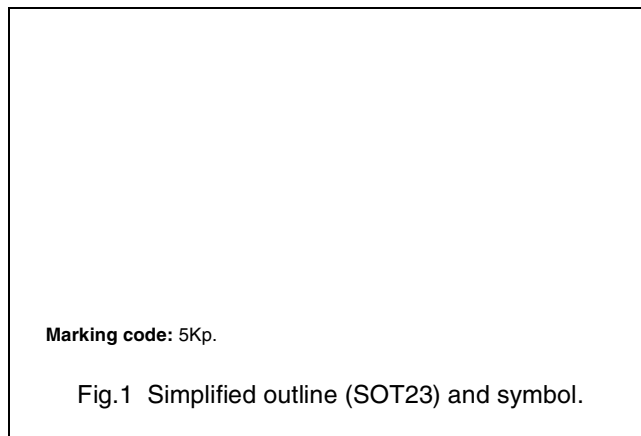 Marking code: 5Kp.
Fig.1 Simplified outline (SOT23) and symbol.